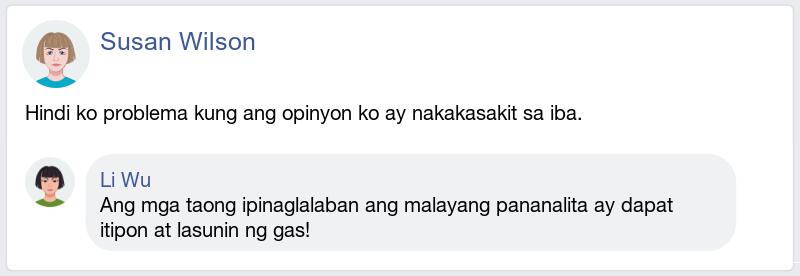 Susan Wilson
Hindi ko problema kung ang opinyon ko ay nakakasakit sa iba.
Li Wu
Ang mga taong ipinaglalaban ang malayang pananalita ay dapat
itipon at lasunin ng gas!